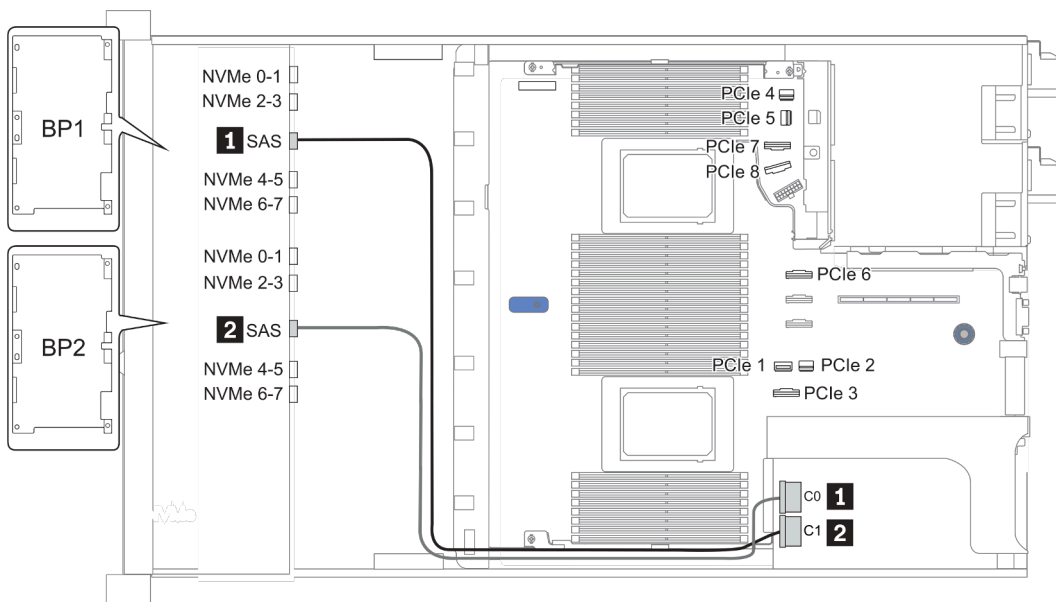 BP1
BP2
NVMe 0-1
NVMe 2-3
1 SAS
NVMe 4-5
NVMe 6-7
NVMe 0-1
NVMe 2-3
2 SAS
NVMe 4-5
NVMe 6-7
PCIe 4
PCIe 5
PCIe 7
PCIe 8
PCIe 6
PCIe 1
PCIe 2
PCIe 3
C0 1
C1 2